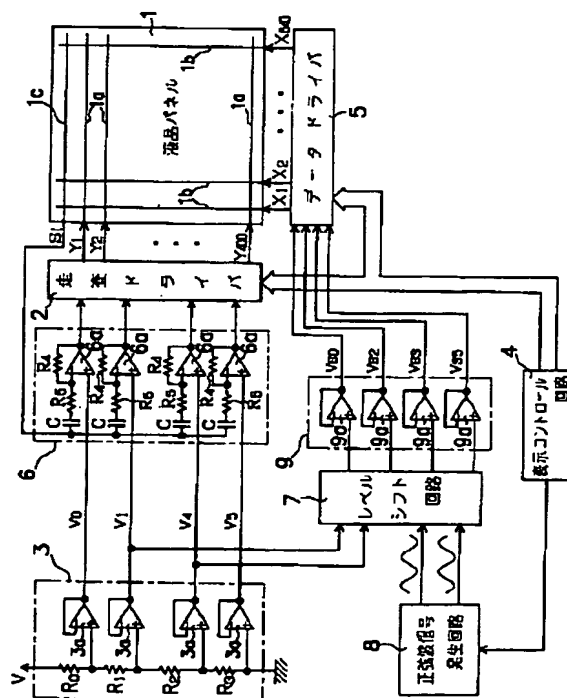 1
1c
1a
1a
液晶パネル
1b
1b
S1
Y1
Y2
Y400
X1
X2
X640
データドライバ
5
走査ドライバ
2
6
R4
R5
C
6a
R4
R5
C
6a
R4
R5
C
6a
R4
R5
C
6a
V0
V1
V4
V5
3
V
R0
R1
R2
R3
3a
3a
3a
3a
VB0
VB2
VB3
VB5
9
9a
9a
9a
9a
7
レベル
シフト
回路
8
正弦波信号
発生回路
4
表示コントロール
回路